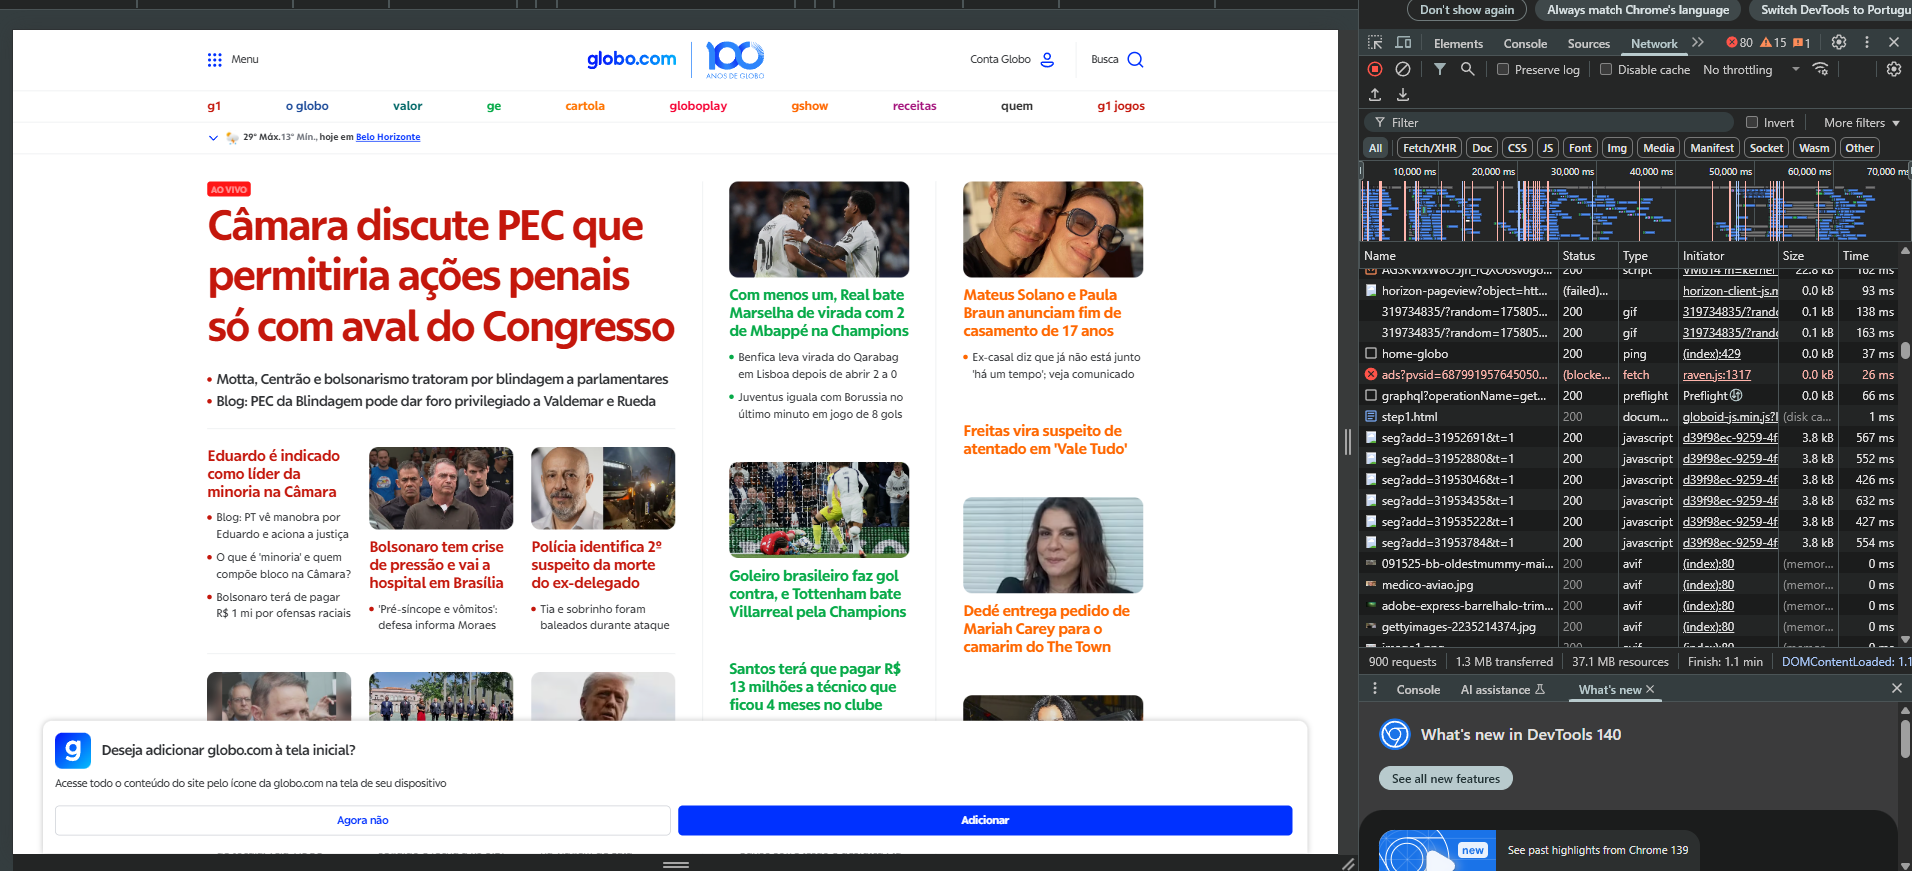 Menu
globo.com
100
ANOS DE GLOBO
Conta Globo
Busca
g1
o globo
valor
ge
cartola
globoplay
gshow
receitas
quem
g1 jogos
29° Máx. 13° Mín., hoje em Belo Horizonte
AO VIVO
Câmara discute PEC que
permitiria ações penais
só com aval do Congresso
Motta, Centrão e bolsonarismo tratoram por blindagem a parlamentares
Blog: PEC da Blindagem pode dar foro privilegiado a Valdemar e Rueda
Eduardo é indicado
como líder da
minoria na Câmara
Blog: PT vê manobra por
Eduardo e aciona a justiça
O que é 'minoria' e quem
compõe bloco na Câmara?
Bolsonaro terá de pagar
R$ 1 mi por ofensas raciais
Bolsonaro tem crise
de pressão e vai a
hospital em Brasília
'Pré-síncope e vômitos':
defesa informa Moraes
Polícia identifica 2º
suspeito da morte
do ex-delegado
Tia e sobrinho foram
baleados durante ataque
Com menos um, Real bate
Marselha de virada com 2
de Mbappé na Champions
Benfica leva virada do Qarabag
em Lisboa depois de abrir 2 a 0
Juventus iguala com Borussia no
último minuto em jogo de 8 gols
Goleiro brasileiro faz gol
contra, e Tottenham bate
Villarreal pela Champions
Santos terá que pagar R$
13 milhões a técnico que
ficou 4 meses no clube
Mateus Solano e Paula
Braun anunciam fim de
casamento de 17 anos
Ex-casal diz que já não está junto
'há um tempo'; veja comunicado
Freitas vira suspeito de
atentado em 'Vale Tudo'
Dedé entrega pedido de
Mariah Carey para o
camarim do The Town
g
Deseja adicionar globo.com à tela inicial?
Acesse todo o conteúdo do site pelo ícone da globo.com na tela de seu dispositivo
Agora não
Adicionar
Don't show again
Always match Chrome's language
Switch DevTools to Portugu
Elements
Console
Sources
Network
80
15
1
Preserve log
Disable cache
No throttling
Filter
Invert
More filters
All
Fetch/XHR
Doc
CSS
JS
Font
Img
Media
Manifest
Socket
Wasm
Other
10,000 ms
20,000 ms
30,000 ms
40,000 ms
50,000 ms
60,000 ms
70,000 ms
Name Status Type Initiator Size Time
200 script 22.8 kB 162 ms
horizon-pageview?object=htt... (failed)... horizon-client-js.m 0.0 kB 93 ms
319734835/?random=175805... 200 gif 319734835/?rando 0.1 kB 138 ms
319734835/?random=175805... 200 gif 319734835/?rando 0.1 kB 163 ms
home-globo 200 ping (index):429 0.0 kB 37 ms
ads?pvsid=687991957645050... (blocke... fetch raven.js:1317 0.0 kB 26 ms
graphql?operationName=get... 200 preflight Preflight 0.0 kB 66 ms
step1.html 200 docum... globoid-js.min.js?l (disk ca... 1 ms
seg?add=31952691&t=1 200 javascript d39f98ec-9259-4f 3.8 kB 567 ms
seg?add=31952880&t=1 200 javascript d39f98ec-9259-4f 3.8 kB 552 ms
seg?add=31953046&t=1 200 javascript d39f98ec-9259-4f 3.8 kB 426 ms
seg?add=31953435&t=1 200 javascript d39f98ec-9259-4f 3.8 kB 632 ms
seg?add=31953522&t=1 200 javascript d39f98ec-9259-4f 3.8 kB 427 ms
seg?add=31953784&t=1 200 javascript d39f98ec-9259-4f 3.8 kB 554 ms
091525-bb-oldestmummy-mai... 200 avif (index):80 (memor... 0 ms
medico-aviao.jpg 200 avif (index):80 (memor... 0 ms
adobe-express-barrelhalo-trim... 200 avif (index):80 (memor... 0 ms
gettyimages-2235214374.jpg 200 avif (index):80 (memor... 0 ms
900 requests
1.3 MB transferred
37.1 MB resources
Finish: 1.1 min
DOMContentLoaded: 1.1
Console
AI assistance
What's new
What's new in DevTools 140
See all new features
new
See past highlights from Chrome 139